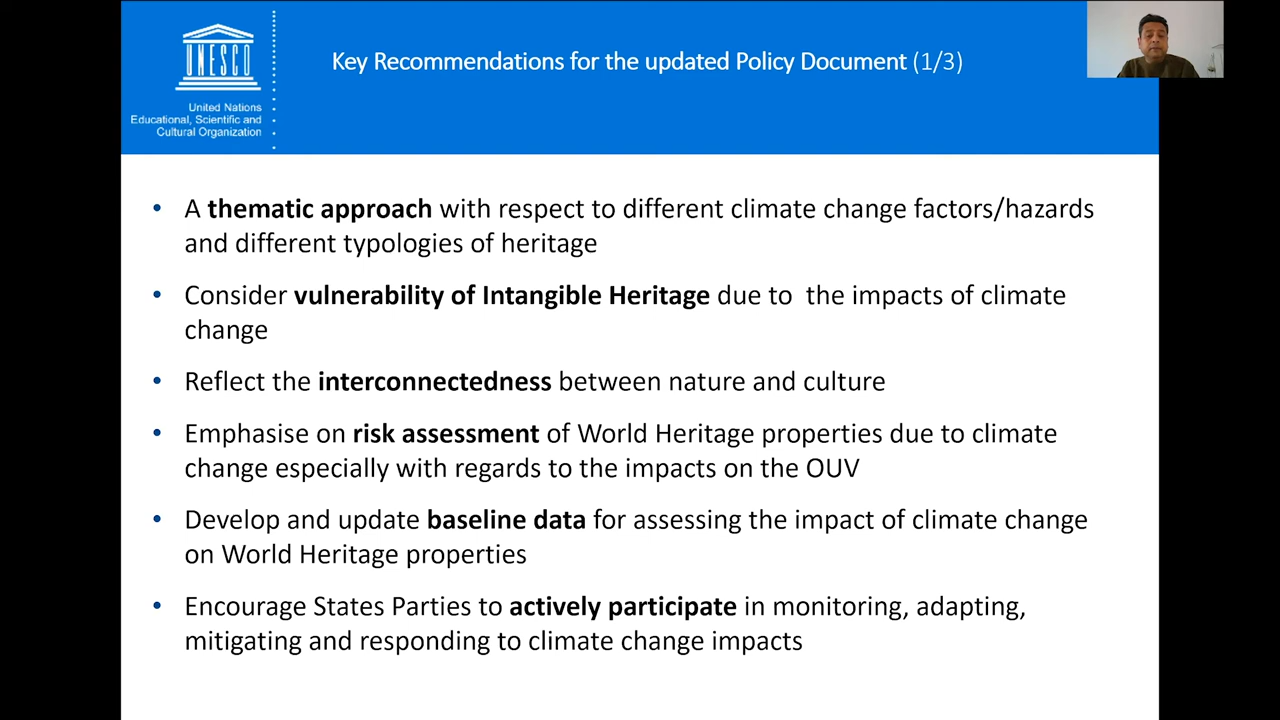 UNESCO
United Nations
Educational, Scientific and
Cultural Organization
Key Recommendations for the updated Policy Document (1/3)
• A thematic approach with respect to different climate change factors/hazards
and different typologies of heritage
• Consider vulnerability of Intangible Heritage due to  the impacts of climate
change
• Reflect the interconnectedness between nature and culture
• Emphasise on risk assessment of World Heritage properties due to climate
change especially with regards to the impacts on the OUV
• Develop and update baseline data for assessing the impact of climate change
on World Heritage properties
• Encourage States Parties to actively participate in monitoring, adapting,
mitigating and responding to climate change impacts